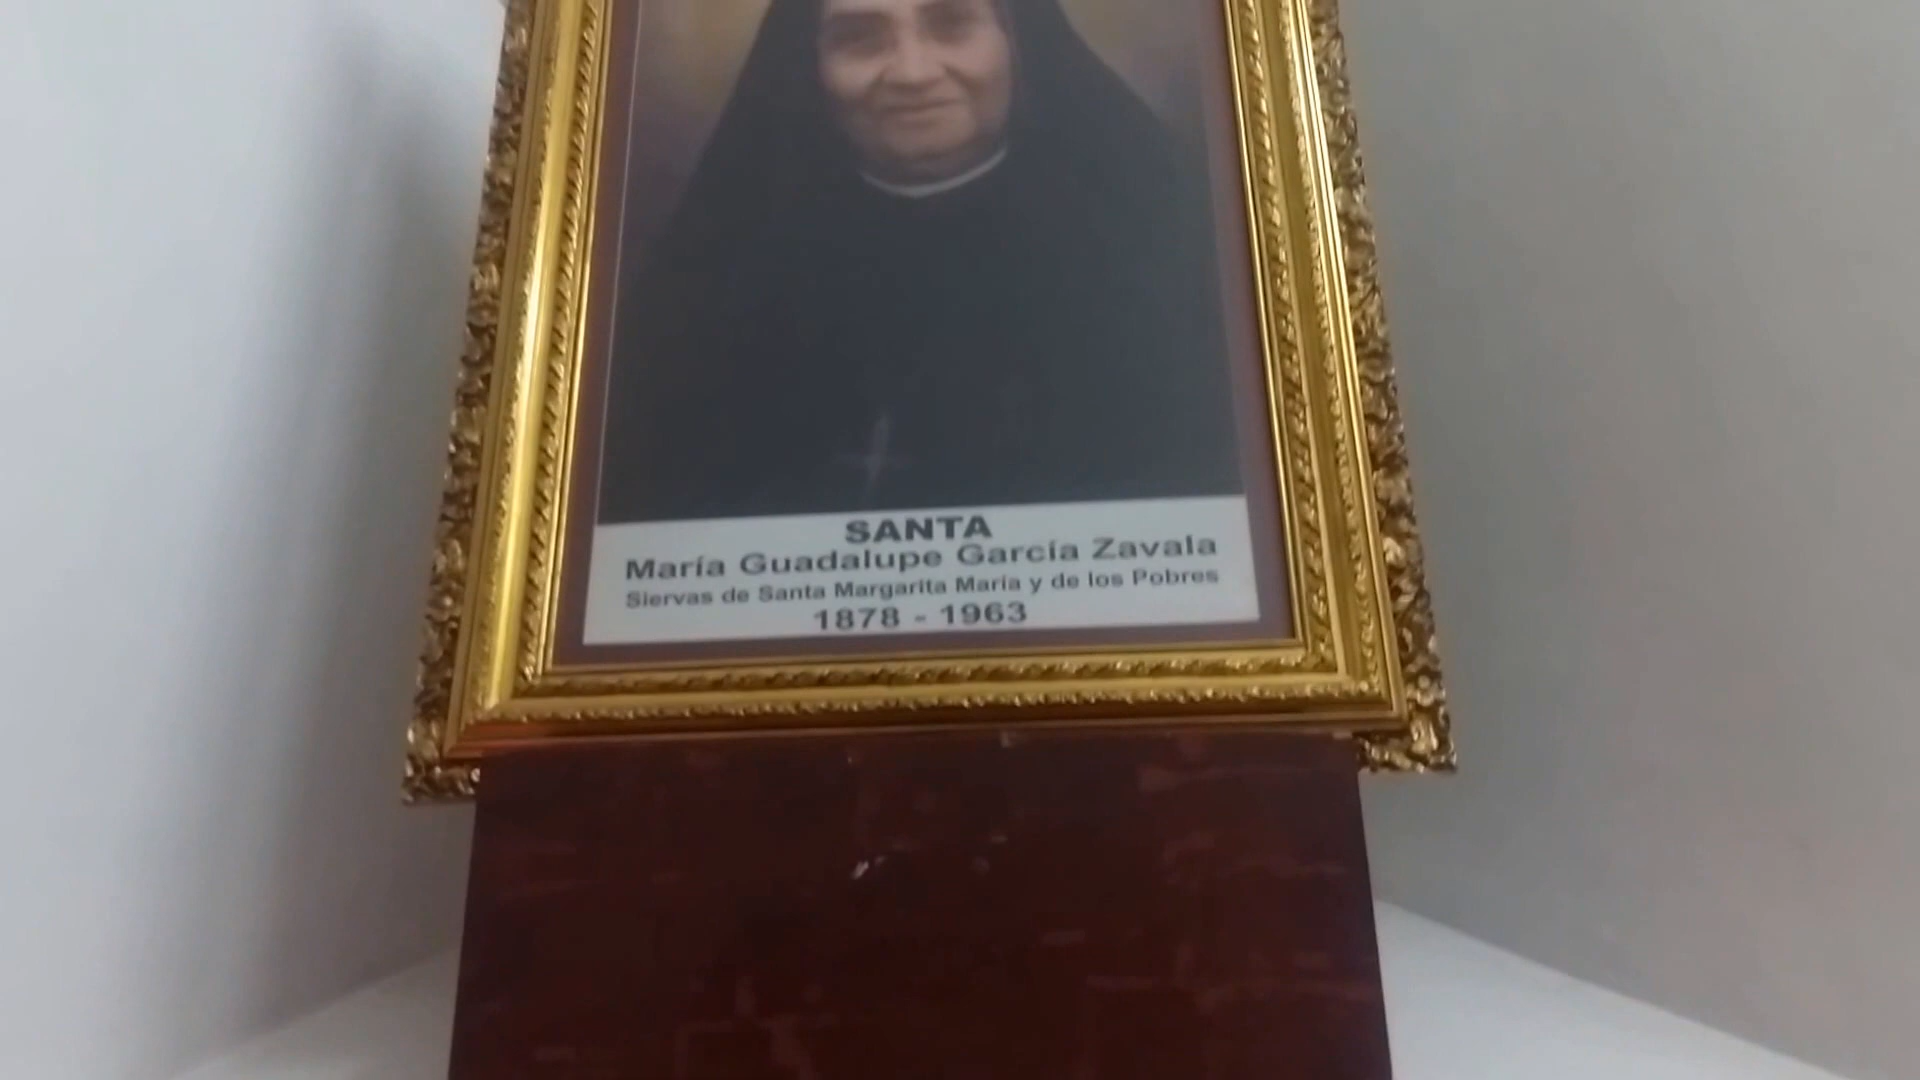 SANTA
María Guadalupe García Zavala
Siervas de Santa Margarita María y de los Pobres
1878 - 1963